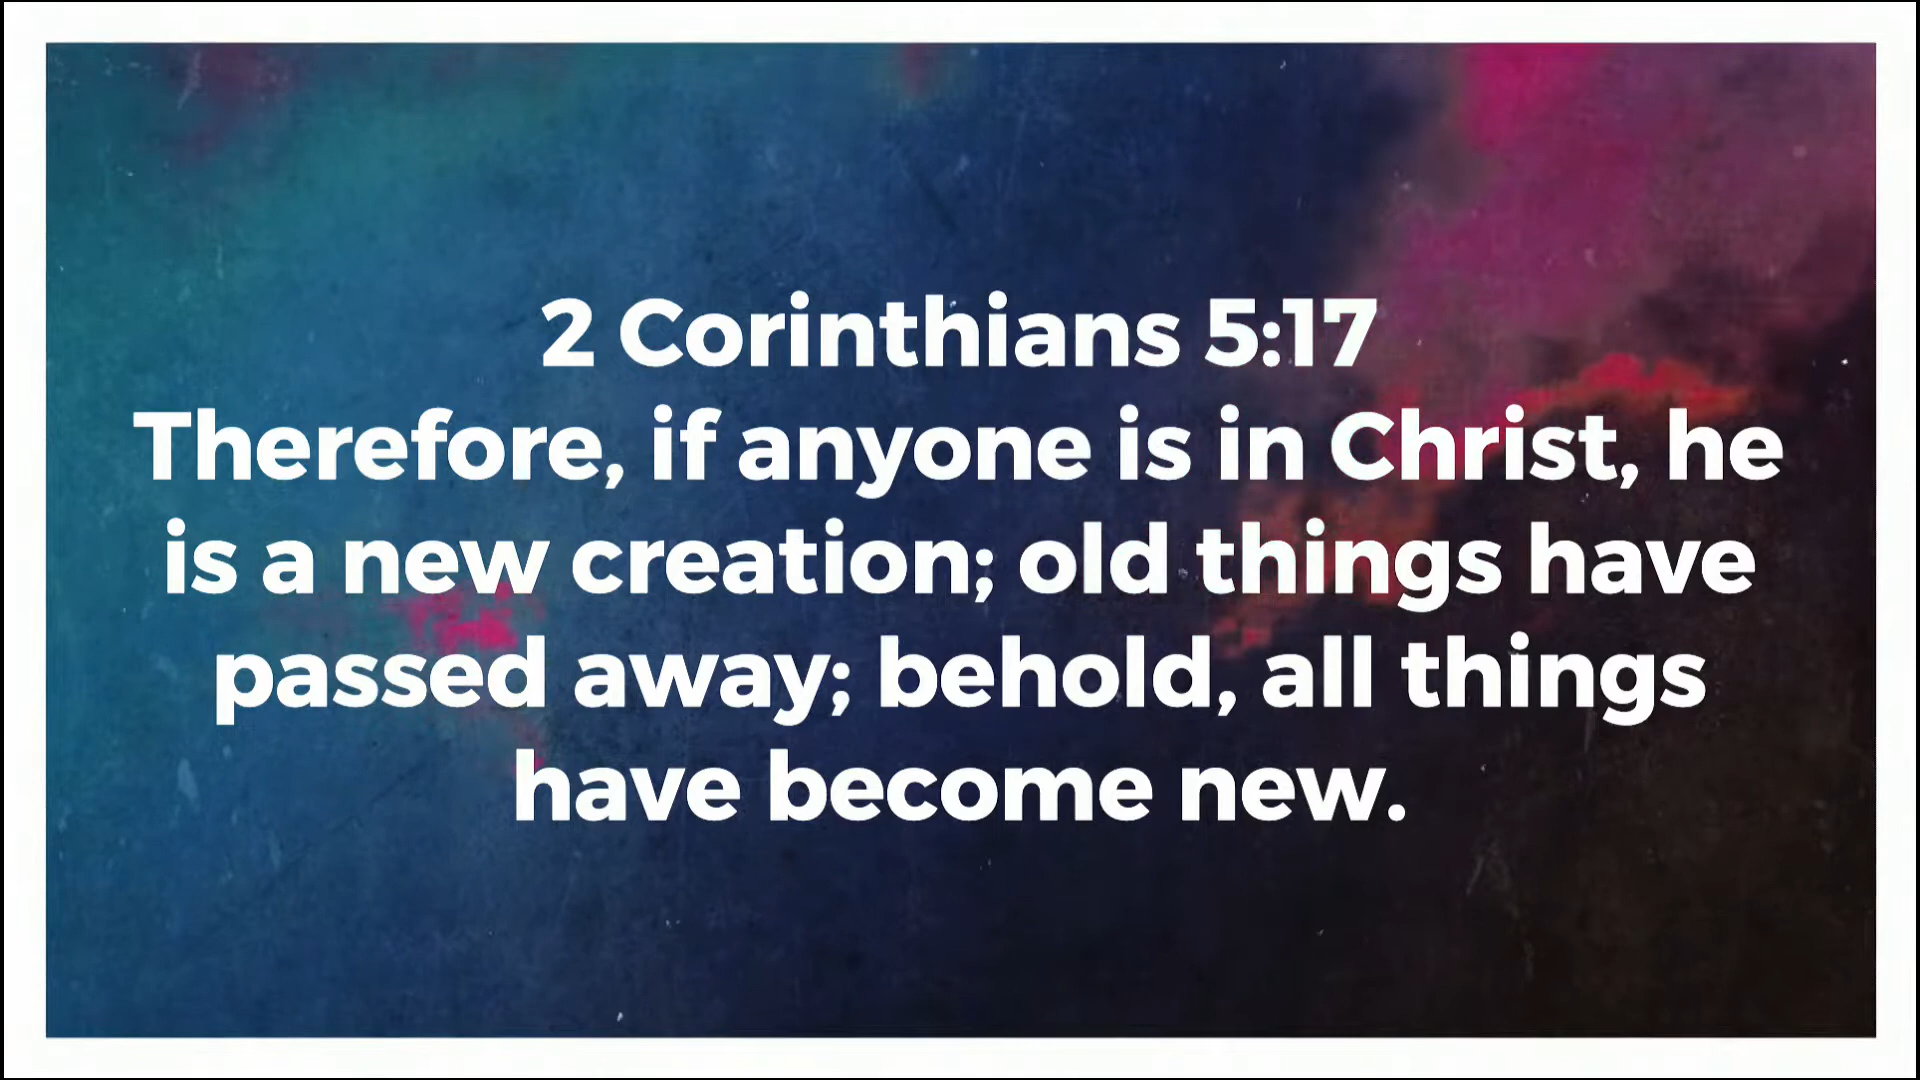 2 Corinthians 5:17
Therefore, if anyone is in Christ, he
is a new creation; old things have
passed away; behold, all things
have become new.